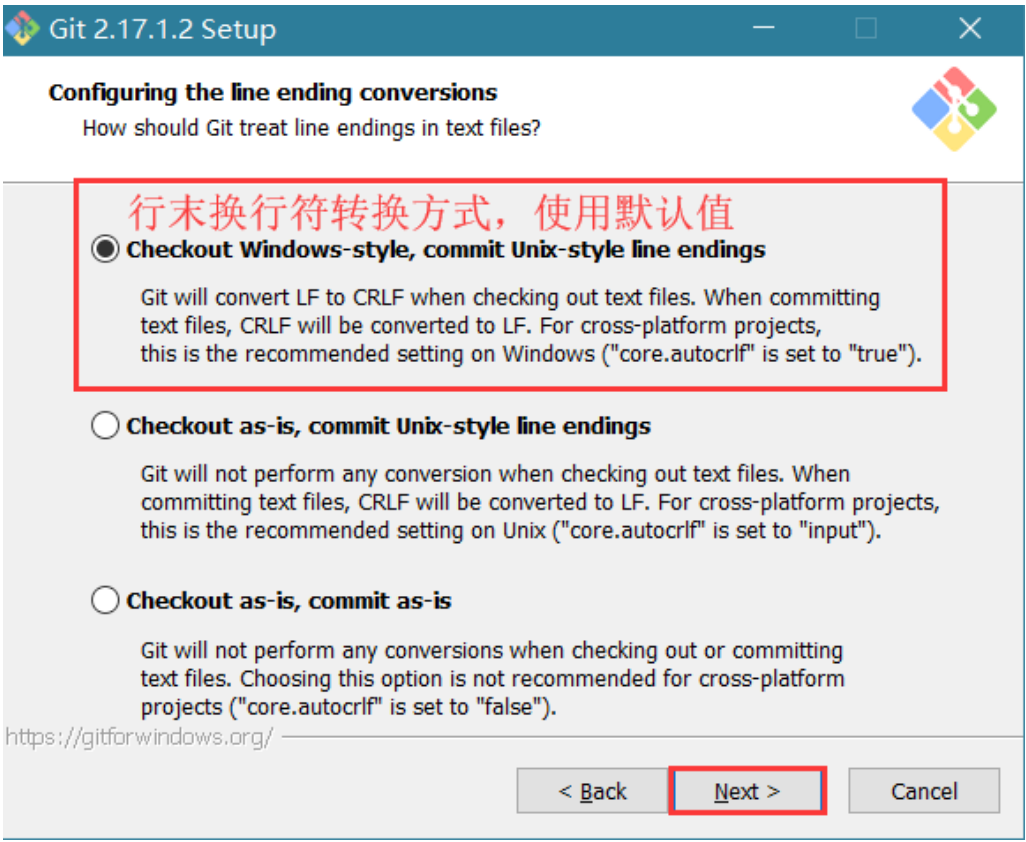 Git 2.17.1.2 Setup
Configuring the line ending conversions
How should Git treat line endings in text files?
行末换行符转换方式，使用默认值
Checkout Windows-style, commit Unix-style line endings
Git will convert LF to CRLF when checking out text files. When committing
text files, CRLF will be converted to LF. For cross-platform projects,
this is the recommended setting on Windows ("core.autocrlf" is set to "true").
Checkout as-is, commit Unix-style line endings
Git will not perform any conversion when checking out text files. When
committing text files, CRLF will be converted to LF. For cross-platform projects,
this is the recommended setting on Unix ("core.autocrlf" is set to "input").
Checkout as-is, commit as-is
Git will not perform any conversions when checking out or committing
text files. Choosing this option is not recommended for cross-platform
projects ("core.autocrlf" is set to "false").
https://gitforwindows.org/
< Back Next > Cancel